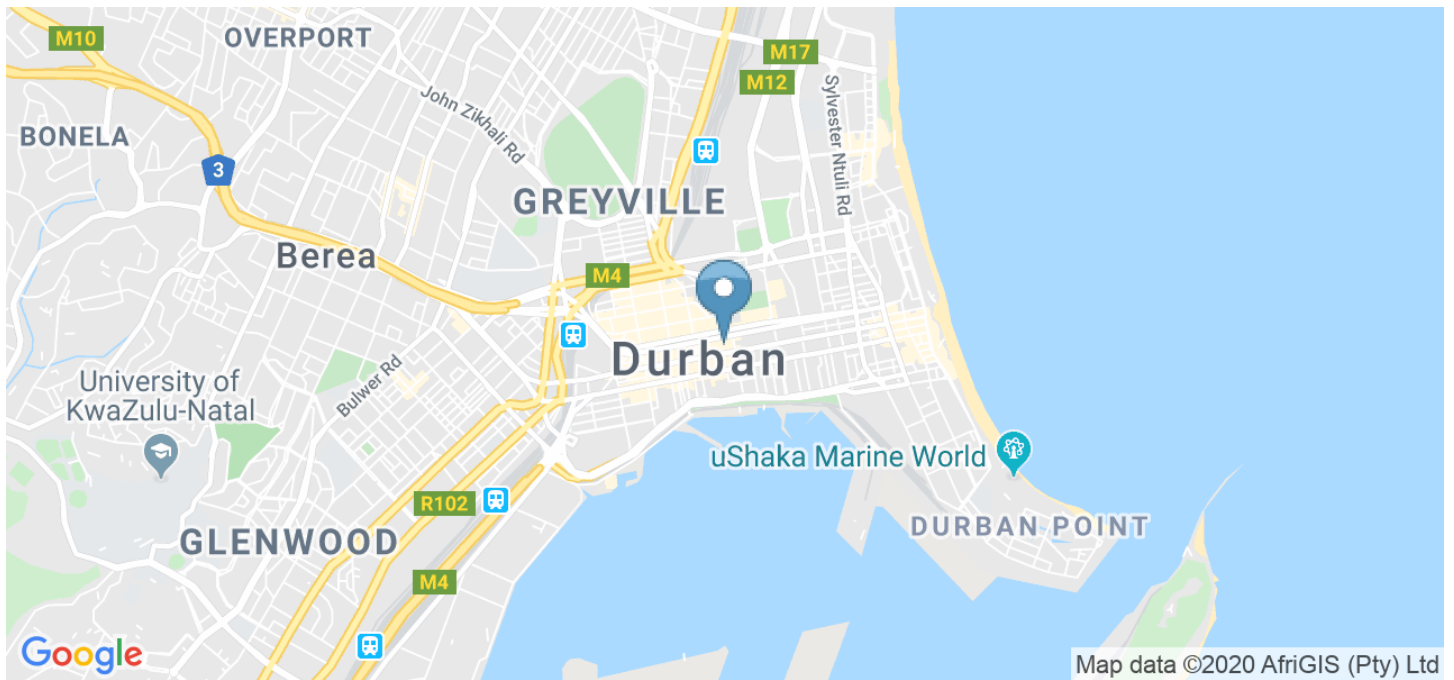 M10
OVERPORT
M17
M12
John Zikhali Rd
Sylvester Ntuli Rd
BONELA
3
GREYVILLE
Berea
M4
Durban
Bulwer Rd
University of
KwaZulu-Natal
uShaka Marine World
R102
DURBAN POINT
GLENWOOD
M4
Google
Map data ©2020 AfriGIS (Pty) Ltd